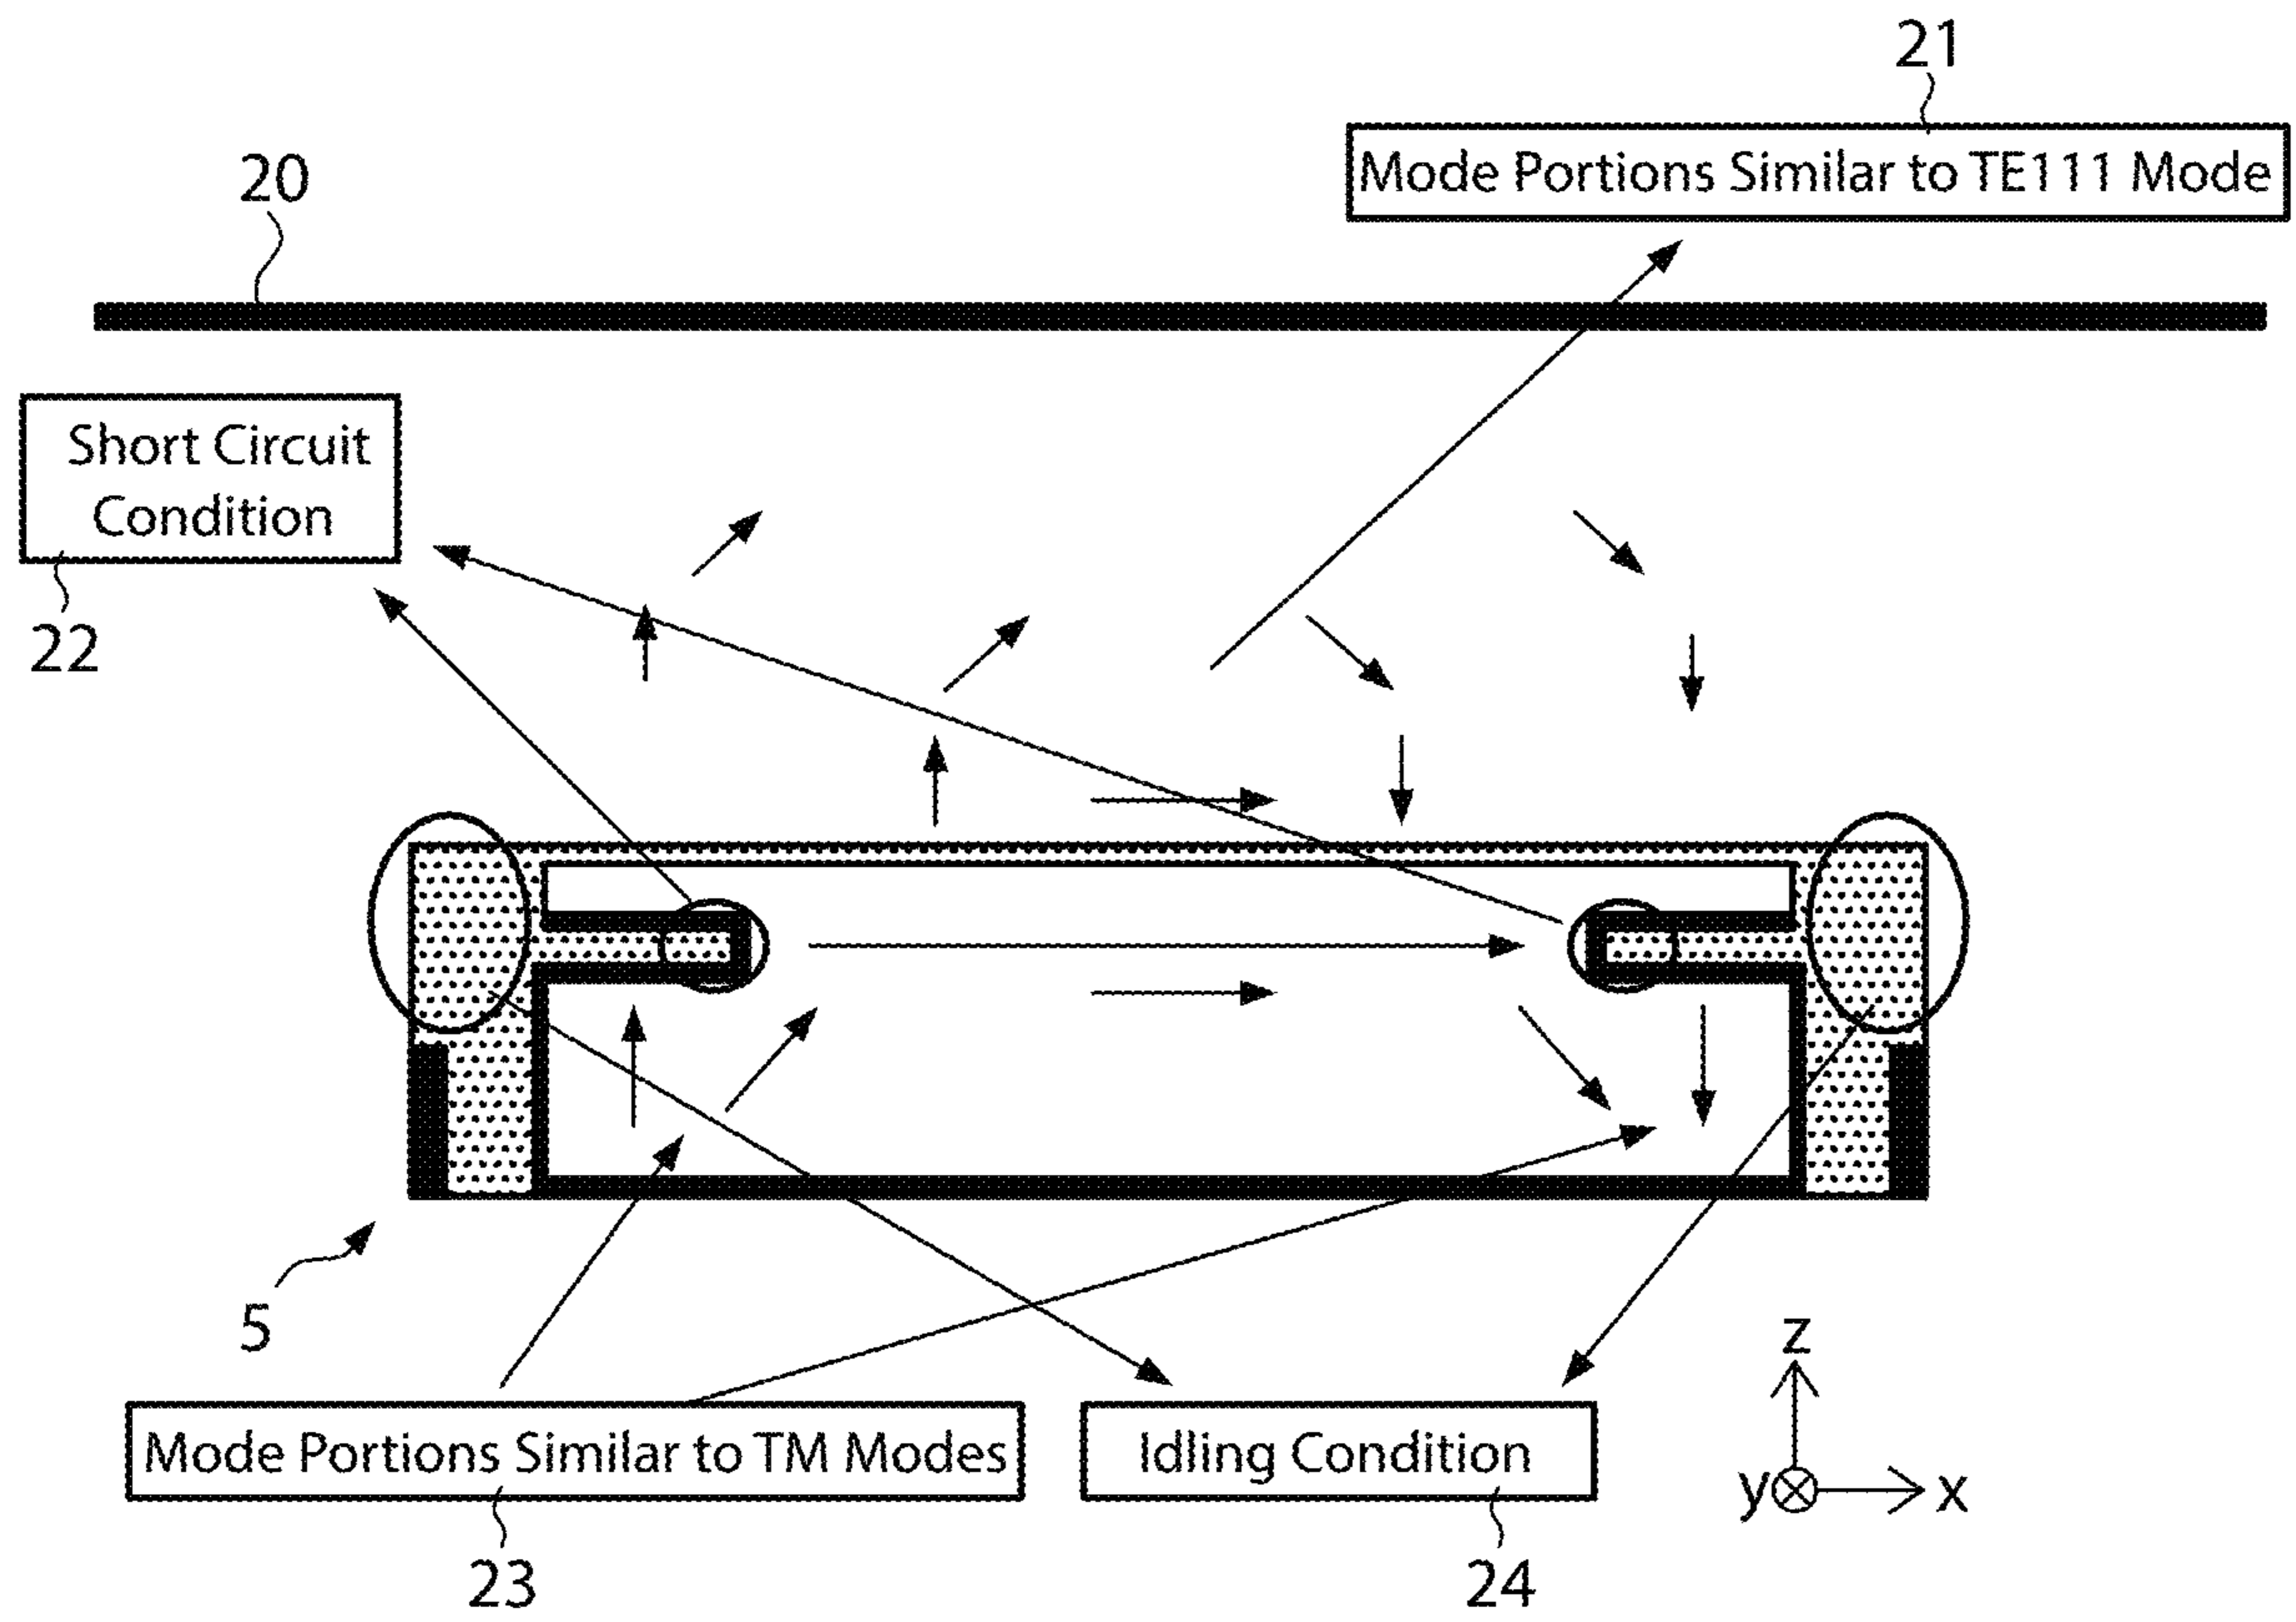 21
Mode Portions Similar to TE111 Mode
20
Short Circuit
Condition
22
5
z
Mode Portions Similar to TM Modes
Idling Condition
y
x
23
24